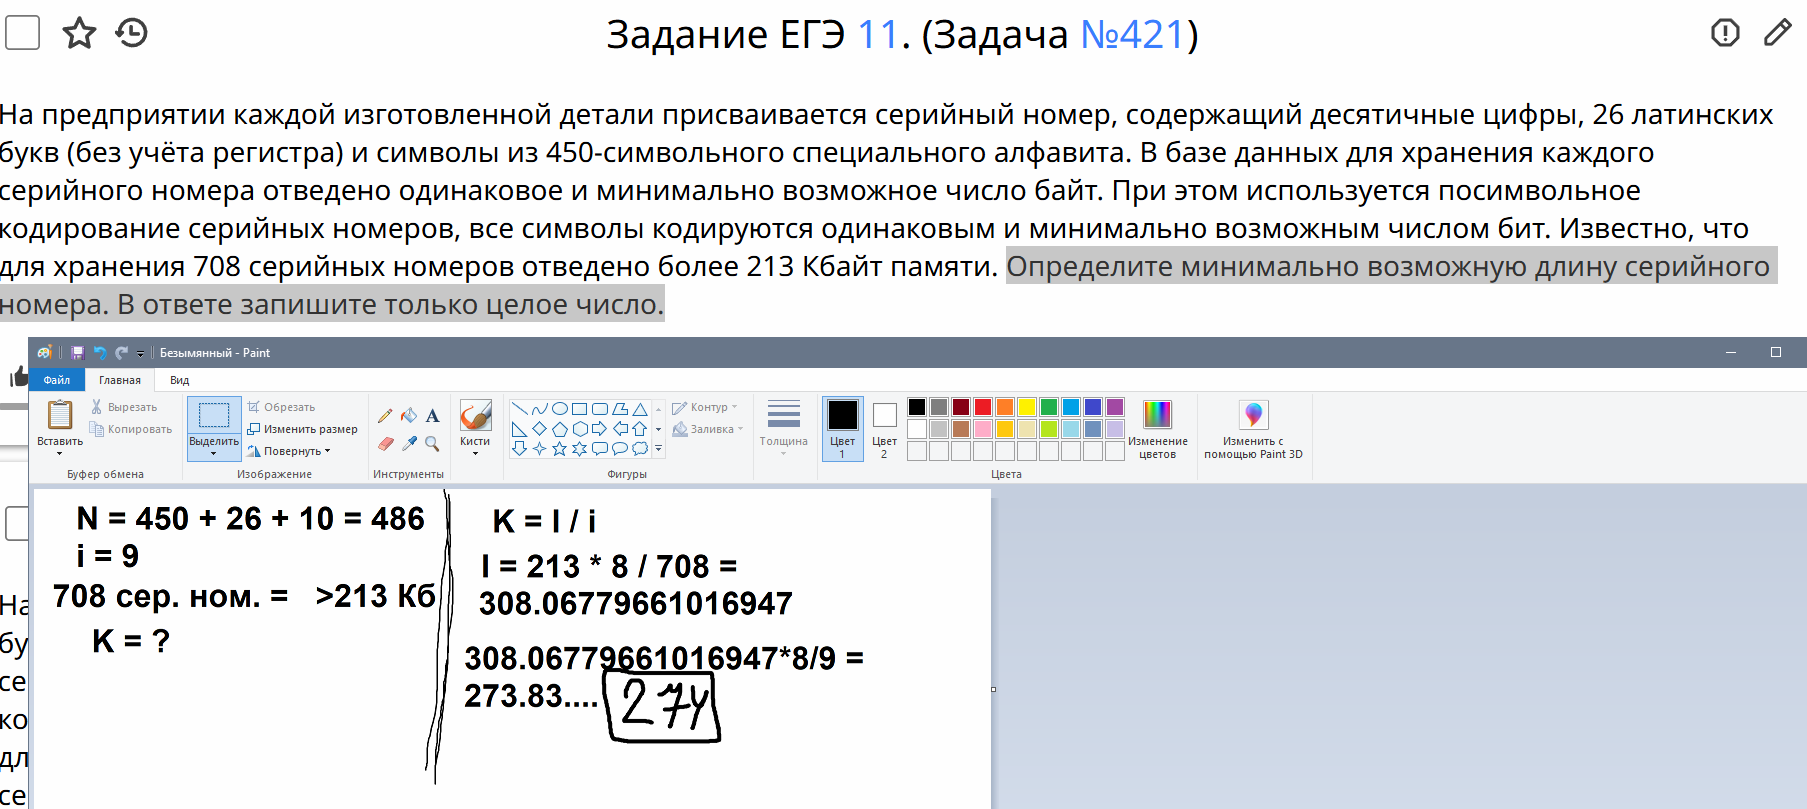 Задание ЕГЭ 11. (Задача №421)
На предприятии каждой изготовленной детали присваивается серийный номер, содержащий десятичные цифры, 26 латинских
букв (без учёта регистра) и символы из 450-символьного специального алфавита. В базе данных для хранения каждого
серийного номера отведено одинаковое и минимально возможное число байт. При этом используется посимвольное
кодирование серийных номеров, все символы кодируются одинаковым и минимально возможным числом бит. Известно, что
для хранения 708 серийных номеров отведено более 213 Кбайт памяти. Определите минимально возможную длину серийного
номера. В ответе запишите только целое число.
Безымянный - Paint
Файл Главная Вид
Вставить
Вырезать
Копировать
Буфер обмена
Выделить
Обрезать
Изменить размер
Повернуть
Изображение
A
Инструменты
Кисти
Контур
Заливка
Фигуры
Толщина
Цвет 1
Цвет 2
Изменение цветов
Цвета
Изменить с помощью Paint 3D
N = 450 + 26 + 10 = 486
i = 9
708 сер. ном. = >213 Кб
K = ?
K = I / i
I = 213 * 8 / 708 =
308.06779661016947
308.06779661016947*8/9 =
273.83....
274
На
бу
се
ко
дл
се